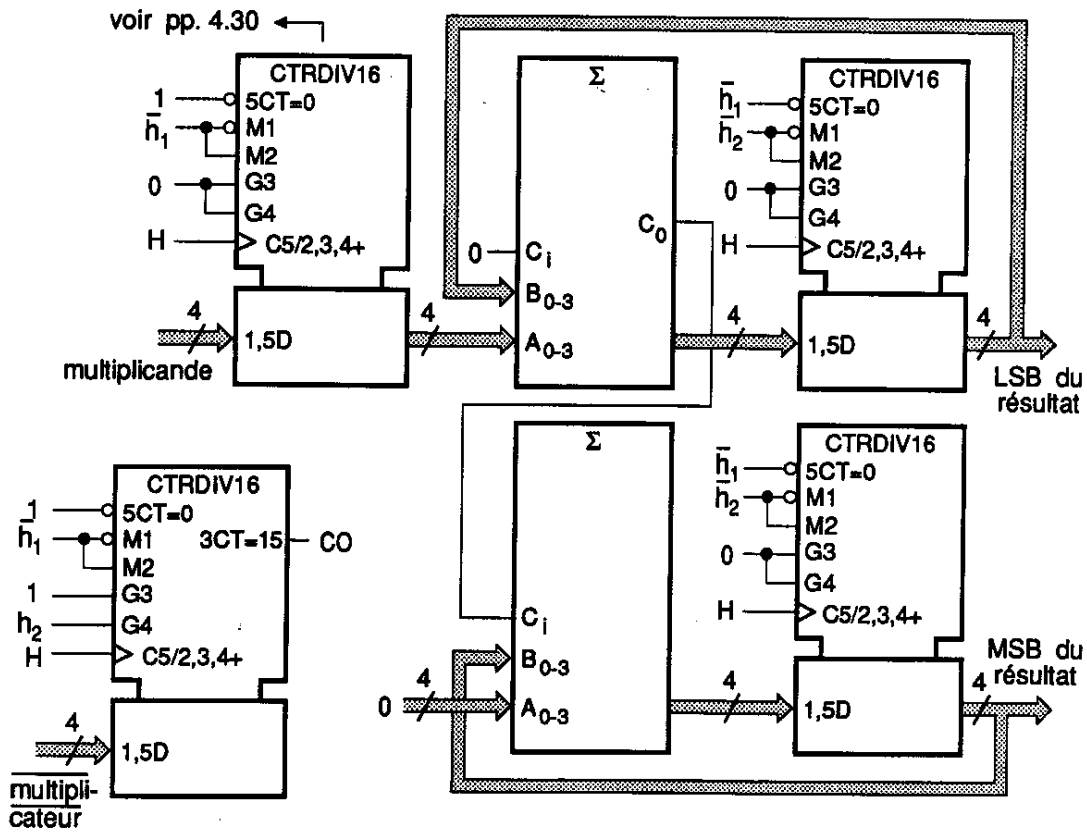 voir pp. 4.30
CTRDIV16
1
5CT=0
h̅₁
M1
M2
0
G3
G4
H
C5/2,3,4+
4
1,5D
multiplicande
4
Σ
C₀
0
Cᵢ
B₀₋₃
A₀₋₃
4
CTRDIV16
h̅₁
5CT=0
h̅₂
M1
M2
0
G3
G4
H
C5/2,3,4+
1,5D
4
LSB du
résultat
CTRDIV16
1
5CT=0
h̅₁
M1
3CT=15
CO
M2
1
G3
h₂
G4
H
C5/2,3,4+
4
1,5D
multipli-
cateur
Σ
Cᵢ
B₀₋₃
0
4
A₀₋₃
4
CTRDIV16
h̅₁
5CT=0
h̅₂
M1
M2
0
G3
G4
H
C5/2,3,4+
1,5D
4
MSB du
résultat